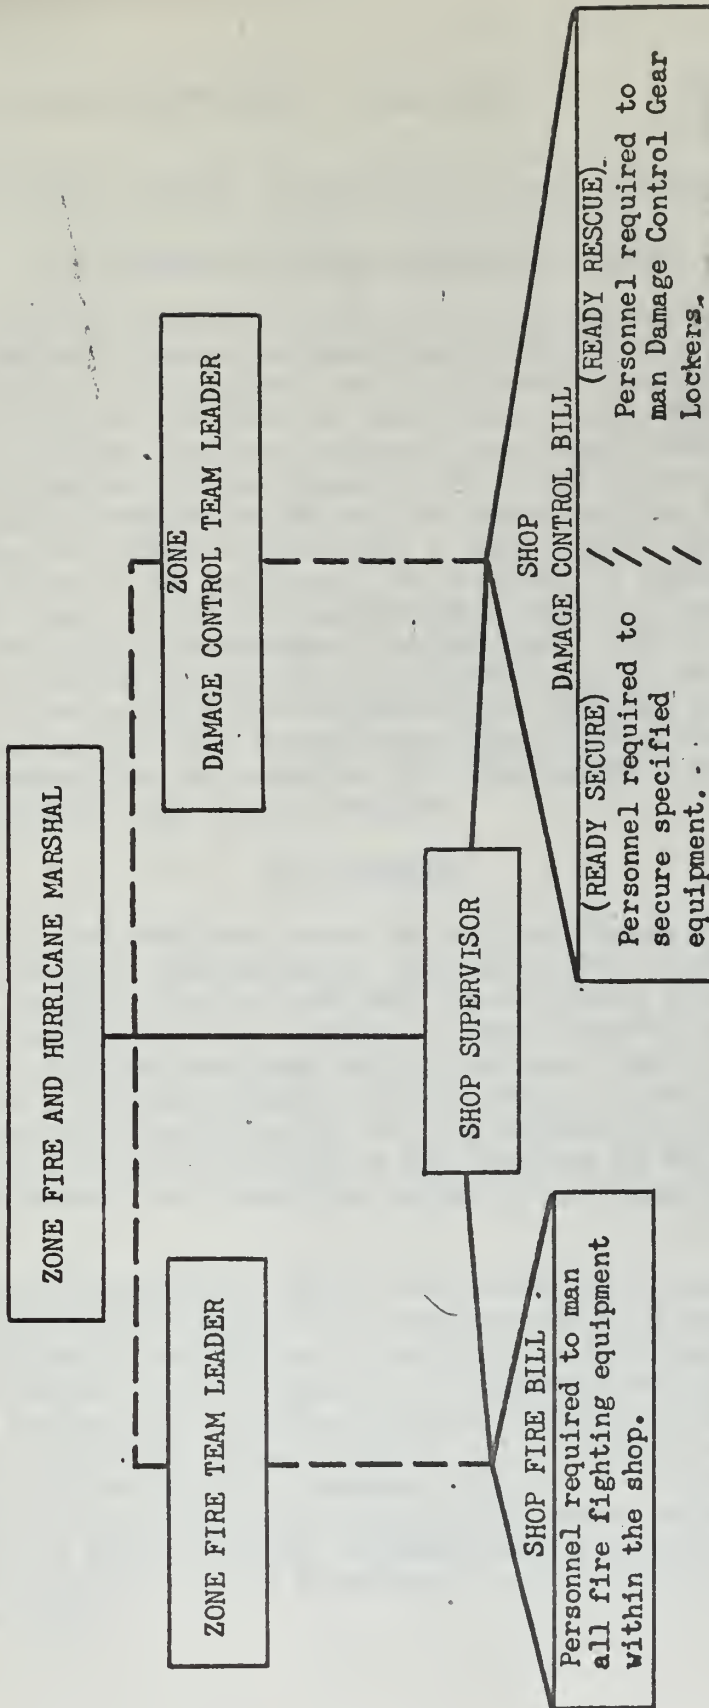 ZONE FIRE AND HURRICANE MARSHAL
ZONE FIRE TEAM LEADER
ZONE
DAMAGE CONTROL TEAM LEADER
SHOP SUPERVISOR
SHOP FIRE BILL
Personnel required to man
all fire fighting equipment
within the shop.
SHOP
DAMAGE CONTROL BILL
(READY SECURE)
Personnel required to
secure specified
equipment.
(READY RESCUE)
Personnel required to
man Damage Control Gear
Lockers.